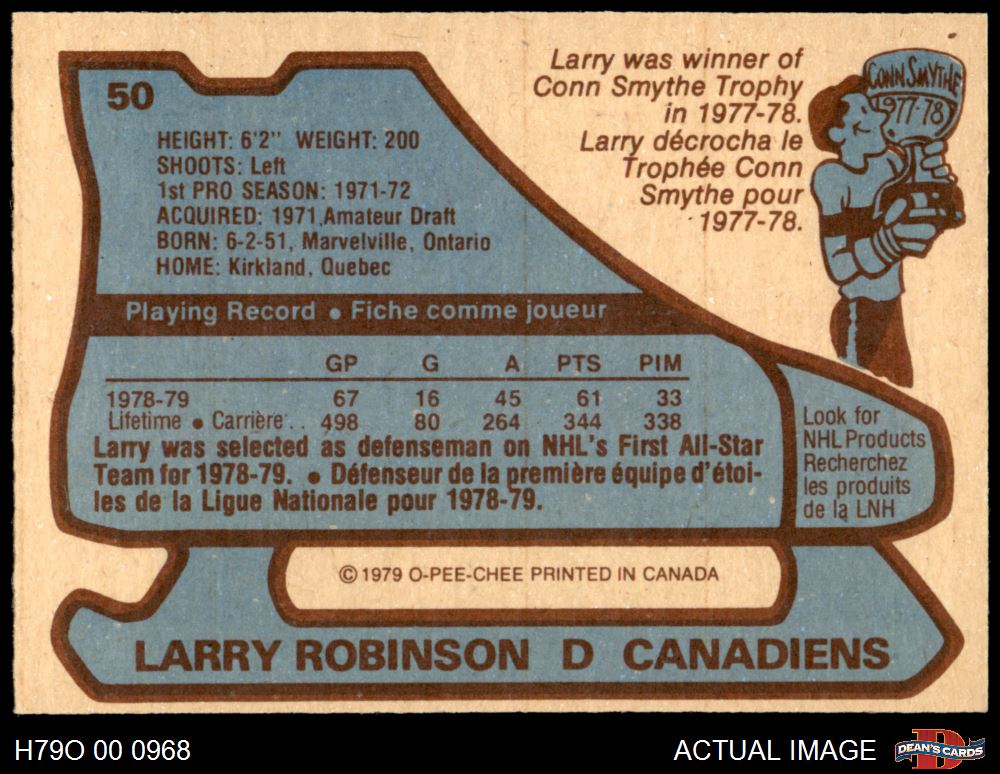 50
HEIGHT: 6'2" WEIGHT: 200
SHOOTS: Left
1st PRO SEASON: 1971-72
ACQUIRED: 1971,Amateur Draft
BORN: 6-2-51, Marvelville, Ontario
HOME: Kirkland, Quebec
Larry was winner of
Conn Smythe Trophy
in 1977-78.
Larry décrocha le
Trophée Conn
Smythe pour
1977-78.
CONN SMYTHE
1977-78
Playing Record • Fiche comme joueur
GP G A PTS PIM
1978-79 67 16 45 61 33
Lifetime • Carrière.. 498 80 264 344 338
Larry was selected as defenseman on NHL's First All-Star
Team for 1978-79. • Défenseur de la première équipe d'étoi-
les de la Ligue Nationale pour 1978-79.
Look for
NHL Products
Recherchez
les produits
de la LNH
© 1979 O-PEE-CHEE PRINTED IN CANADA
LARRY ROBINSON D CANADIENS
H79O 00 0968
ACTUAL IMAGE
D
DEAN'S CARDS